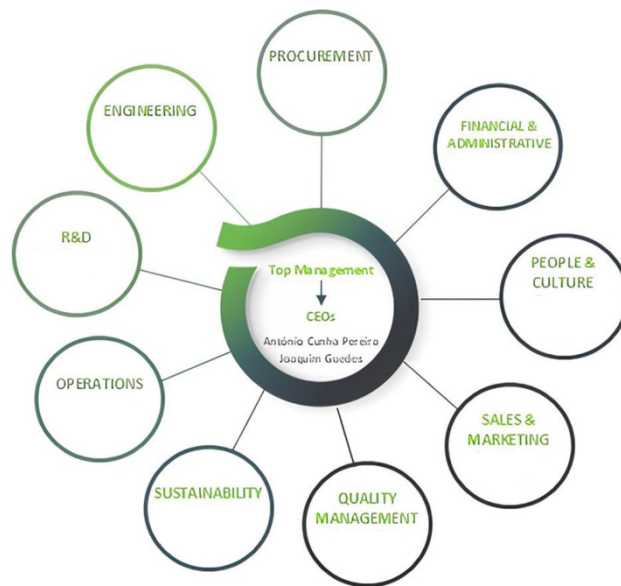 PROCUREMENT
ENGINEERING
FINANCIAL &
ADMINISTRATIVE
R&D
Top Management
PEOPLE &
CULTURE
CEOs
António Cunha Pereira
Joaquim Guedes
OPERATIONS
SALES &
MARKETING
SUSTAINABILITY
QUALITY
MANAGEMENT